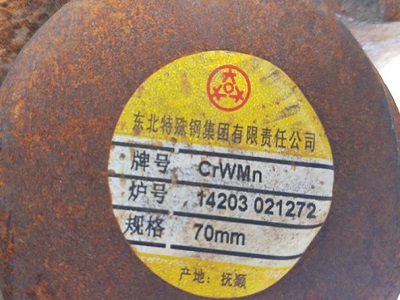 东北特殊钢集团有限责任公司
牌号 CrWMn
炉号 14203 021272
规格 70mm
产地: 抚顺